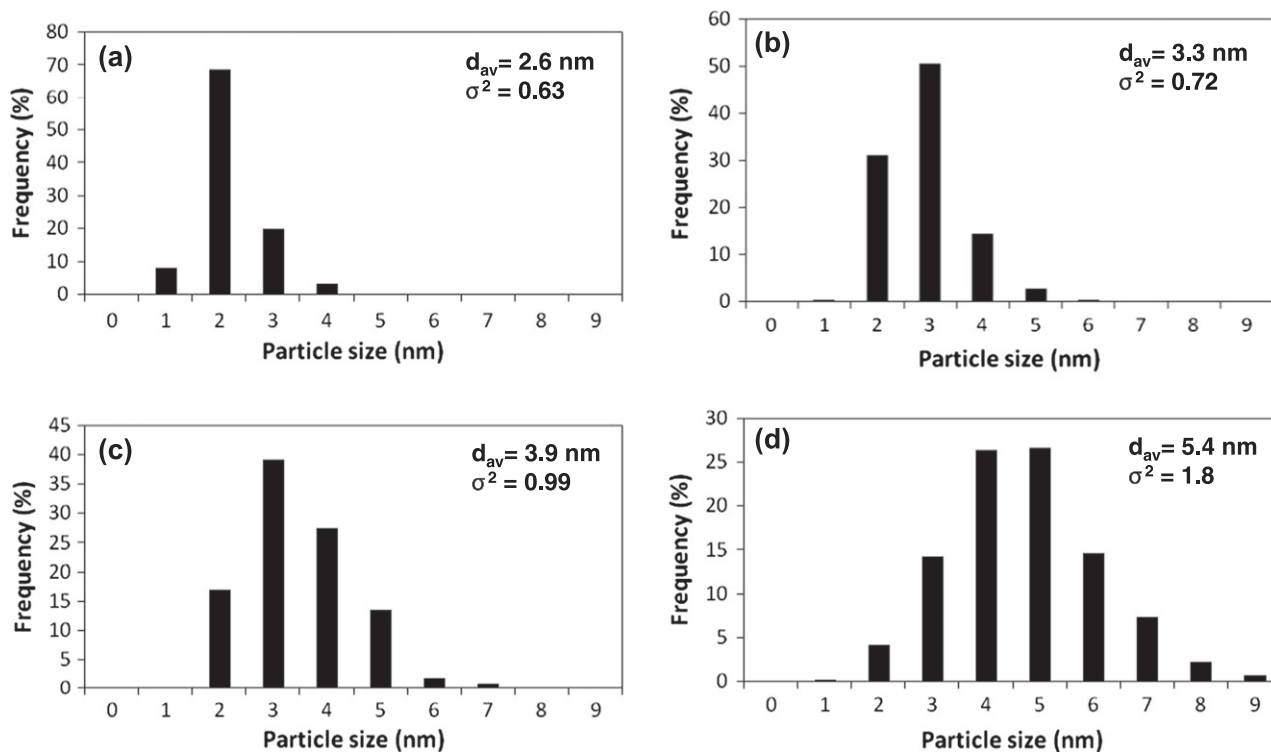 (a)
d_av= 2.6 nm
σ² = 0.63
Frequency (%)
80
70
60
50
40
30
20
10
0
0 1 2 3 4 5 6 7 8 9
Particle size (nm)
(b)
d_av= 3.3 nm
σ² = 0.72
Frequency (%)
60
50
40
30
20
10
0
0 1 2 3 4 5 6 7 8 9
Particle size (nm)
(c)
d_av= 3.9 nm
σ² = 0.99
Frequency (%)
45
40
35
30
25
20
15
10
5
0
0 1 2 3 4 5 6 7 8 9
Particle size (nm)
(d)
d_av= 5.4 nm
σ² = 1.8
Frequency (%)
30
25
20
15
10
5
0
0 1 2 3 4 5 6 7 8 9
Particle size (nm)